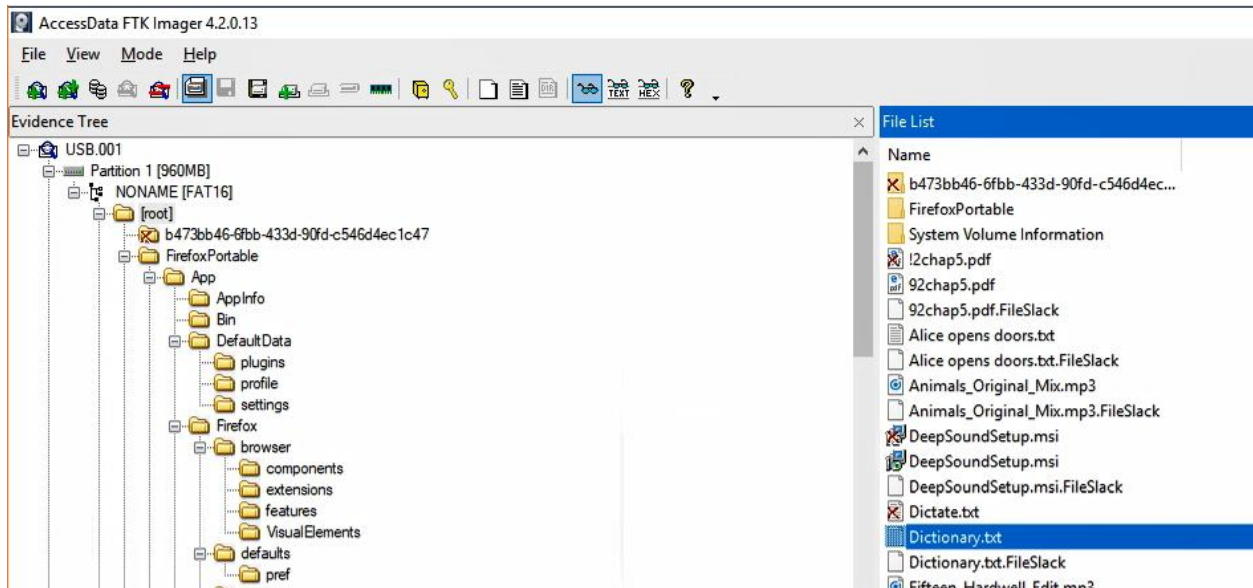 AccessData FTK Imager 4.2.0.13
File View Mode Help
TEXT HEX
Evidence Tree
USB.001
Partition 1 [960MB]
NONAME [FAT16]
[root]
b473bb46-6fbb-433d-90fd-c546d4ec1c47
FirefoxPortable
App
AppInfo
Bin
DefaultData
plugins
profile
settings
Firefox
browser
components
extensions
features
VisualElements
defaults
pref
File List
Name
b473bb46-6fbb-433d-90fd-c546d4ec...
FirefoxPortable
System Volume Information
!2chap5.pdf
92chap5.pdf
92chap5.pdf.FileSlack
Alice opens doors.txt
Alice opens doors.txt.FileSlack
Animals_Original_Mix.mp3
Animals_Original_Mix.mp3.FileSlack
DeepSoundSetup.msi
DeepSoundSetup.msi
DeepSoundSetup.msi.FileSlack
Dictate.txt
Dictionary.txt
Dictionary.txt.FileSlack
Fifteen_Hardwell_Edit.mp3